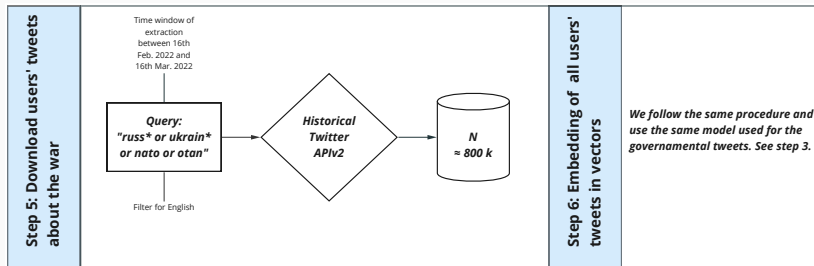 Step 5: Download users' tweets
about the war
Time window of
extraction
between 16th
Feb. 2022 and
16th Mar. 2022
Query:
"russ* or ukrain*
or nato or otan"
Filter for English
Historical
Twitter
APIv2
N
≈ 800 k
Step 6: Embedding of all users'
tweets in vectors
We follow the same procedure and
use the same model used for the
governamental tweets. See step 3.